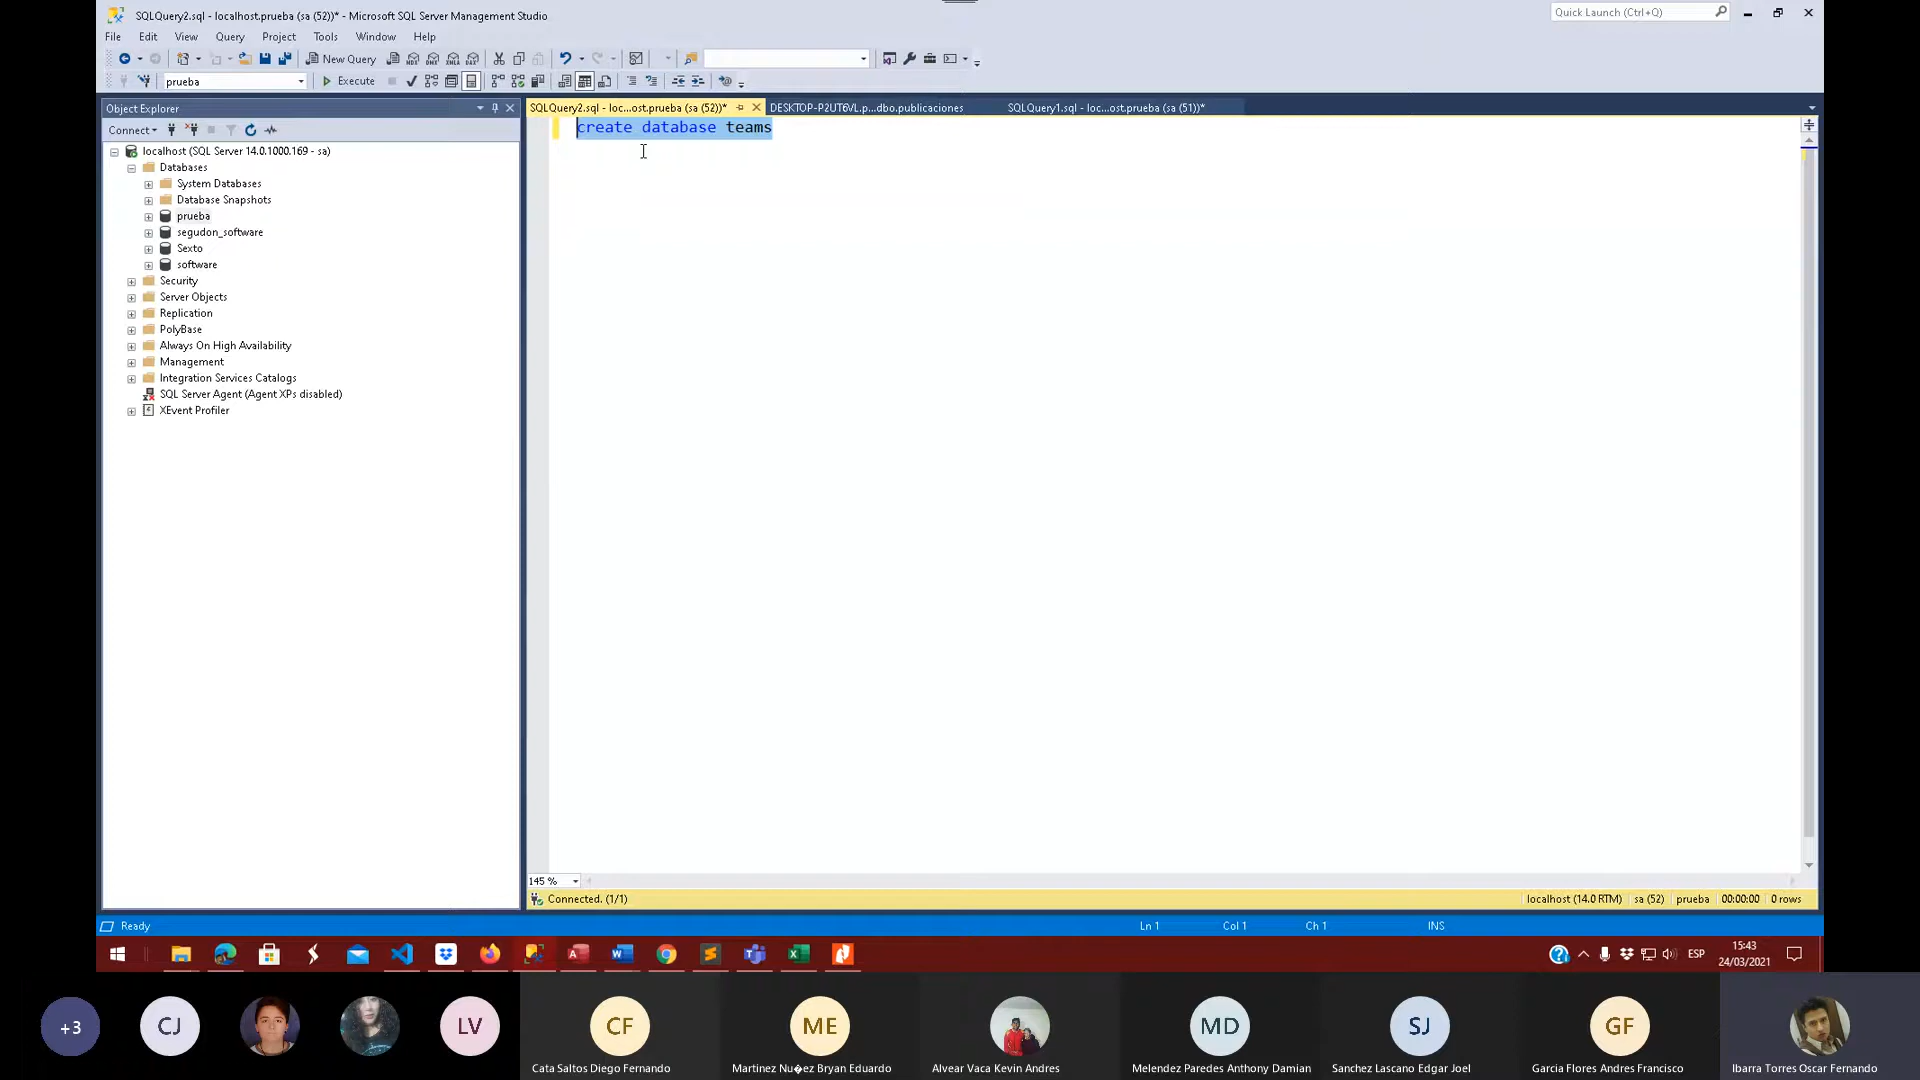 SQLQuery2.sql - localhost.prueba (sa (52))* - Microsoft SQL Server Management Studio
Quick Launch (Ctrl+Q)
File Edit View Query Project Tools Window Help
New Query
prueba
Execute
Object Explorer
SQLQuery2.sql - loc...ost.prueba (sa (52))*
DESKTOP-P2UT6VL.p...dbo.publicaciones
SQLQuery1.sql - loc...ost.prueba (sa (51))*
Connect
create database teams
localhost (SQL Server 14.0.1000.169 - sa)
Databases
System Databases
Database Snapshots
prueba
segudon_software
Sexto
software
Security
Server Objects
Replication
PolyBase
Always On High Availability
Management
Integration Services Catalogs
SQL Server Agent (Agent XPs disabled)
XEvent Profiler
145 %
Connected. (1/1)
localhost (14.0 RTM)
sa (52)
prueba
00:00:00
0 rows
Ready
Ln 1
Col 1
Ch 1
INS
ESP
15:43
24/03/2021
+3
CJ
LV
CF
ME
MD
SJ
GF
Cata Saltos Diego Fernando
Martinez Nu�ez Bryan Eduardo
Alvear Vaca Kevin Andres
Melendez Paredes Anthony Damian
Sanchez Lascano Edgar Joel
Garcia Flores Andres Francisco
Ibarra Torres Oscar Fernando